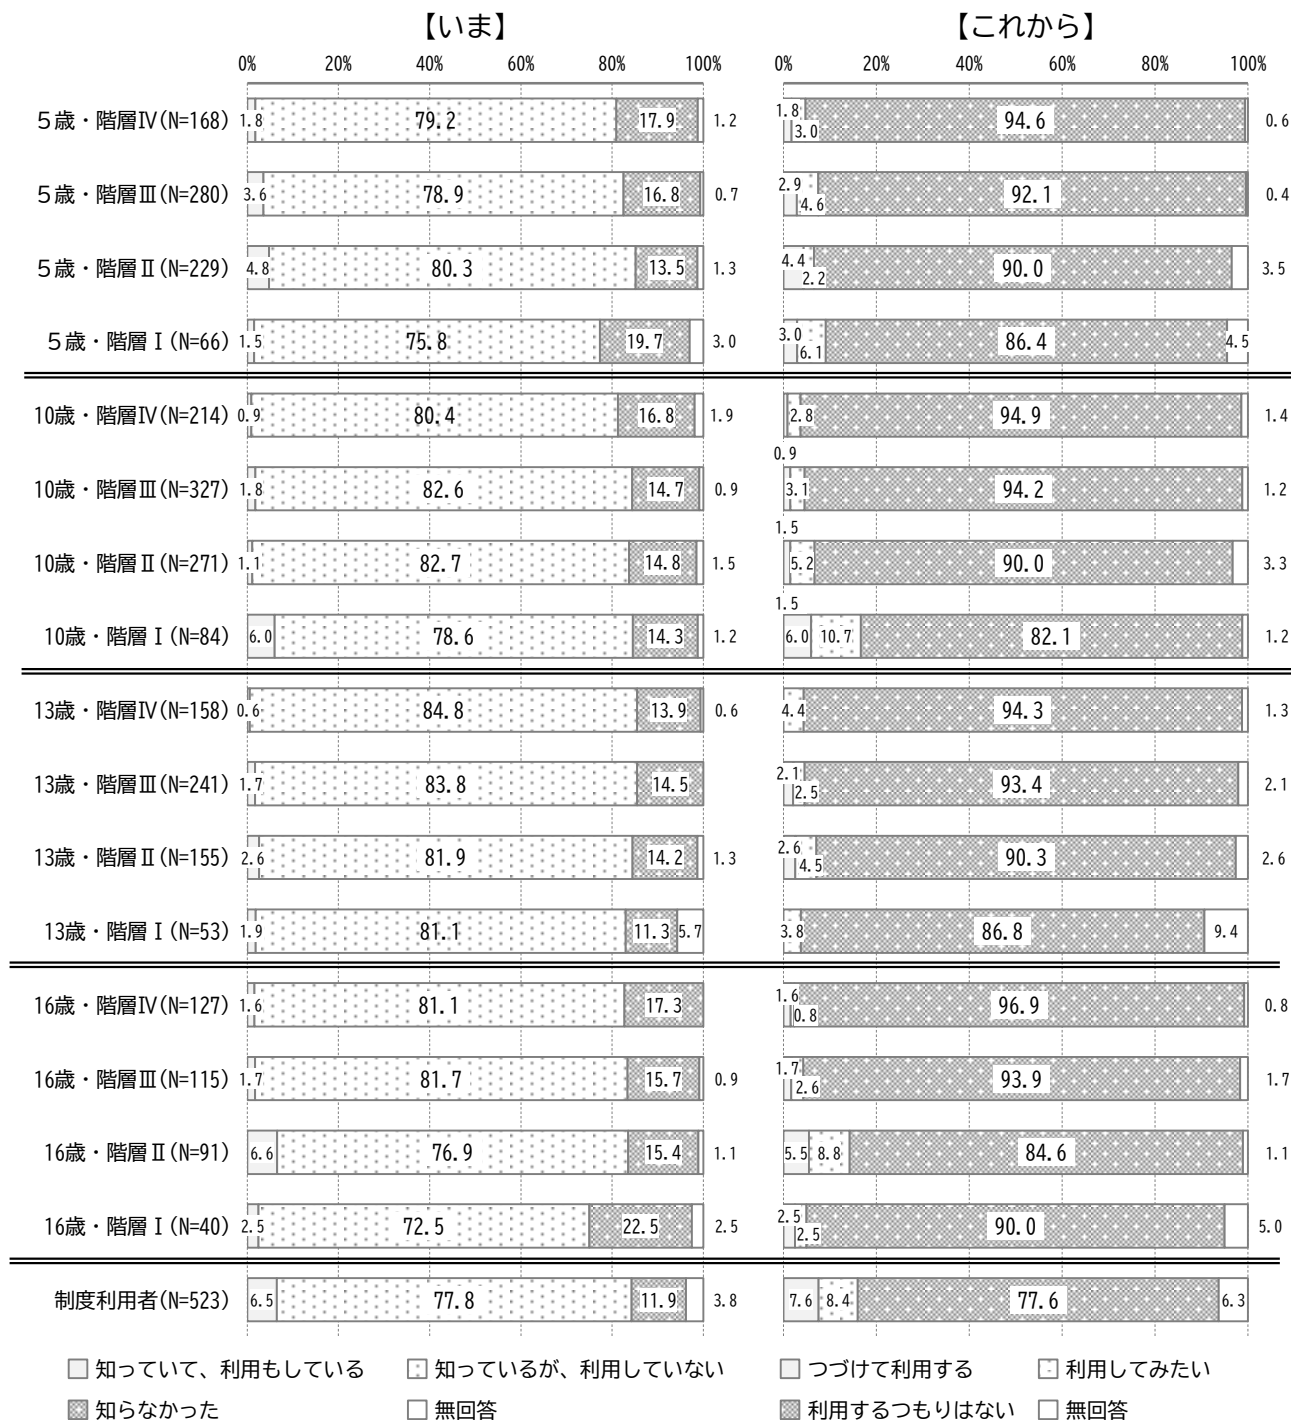 【いま】 【これから】
0% 20% 40% 60% 80% 100% 0% 20% 40% 60% 80% 100%
5歳・階層Ⅳ(N=168) 1.8 79.2 17.9 1.2 1.8 3.0 94.6 0.6
5歳・階層Ⅲ(N=280) 3.6 78.9 16.8 0.7 2.9 4.6 92.1 0.4
5歳・階層Ⅱ(N=229) 4.8 80.3 13.5 1.3 4.4 2.2 90.0 3.5
5歳・階層Ⅰ(N=66) 1.5 75.8 19.7 3.0 3.0 6.1 86.4 4.5
10歳・階層Ⅳ(N=214) 0.9 80.4 16.8 1.9 2.8 94.9 1.4
0.9
10歳・階層Ⅲ(N=327) 1.8 82.6 14.7 0.9 3.1 94.2 1.2
1.5
10歳・階層Ⅱ(N=271) 1.1 82.7 14.8 1.5 5.2 90.0 3.3
1.5
10歳・階層Ⅰ(N=84) 6.0 78.6 14.3 1.2 6.0 10.7 82.1 1.2
13歳・階層Ⅳ(N=158) 0.6 84.8 13.9 0.6 4.4 94.3 1.3
13歳・階層Ⅲ(N=241) 1.7 83.8 14.5 2.1 2.5 93.4 2.1
13歳・階層Ⅱ(N=155) 2.6 81.9 14.2 1.3 2.6 4.5 90.3 2.6
13歳・階層Ⅰ(N=53) 1.9 81.1 11.3 5.7 3.8 86.8 9.4
16歳・階層Ⅳ(N=127) 1.6 81.1 17.3 1.6 0.8 96.9 0.8
16歳・階層Ⅲ(N=115) 1.7 81.7 15.7 0.9 1.7 2.6 93.9 1.7
16歳・階層Ⅱ(N=91) 6.6 76.9 15.4 1.1 5.5 8.8 84.6 1.1
16歳・階層Ⅰ(N=40) 2.5 72.5 22.5 2.5 2.5 2.5 90.0 5.0
制度利用者(N=523) 6.5 77.8 11.9 3.8 7.6 8.4 77.6 6.3
知っていて、利用もしている 知っているが、利用していない つづけて利用する 利用してみたい
知らなかった 無回答 利用するつもりはない 無回答